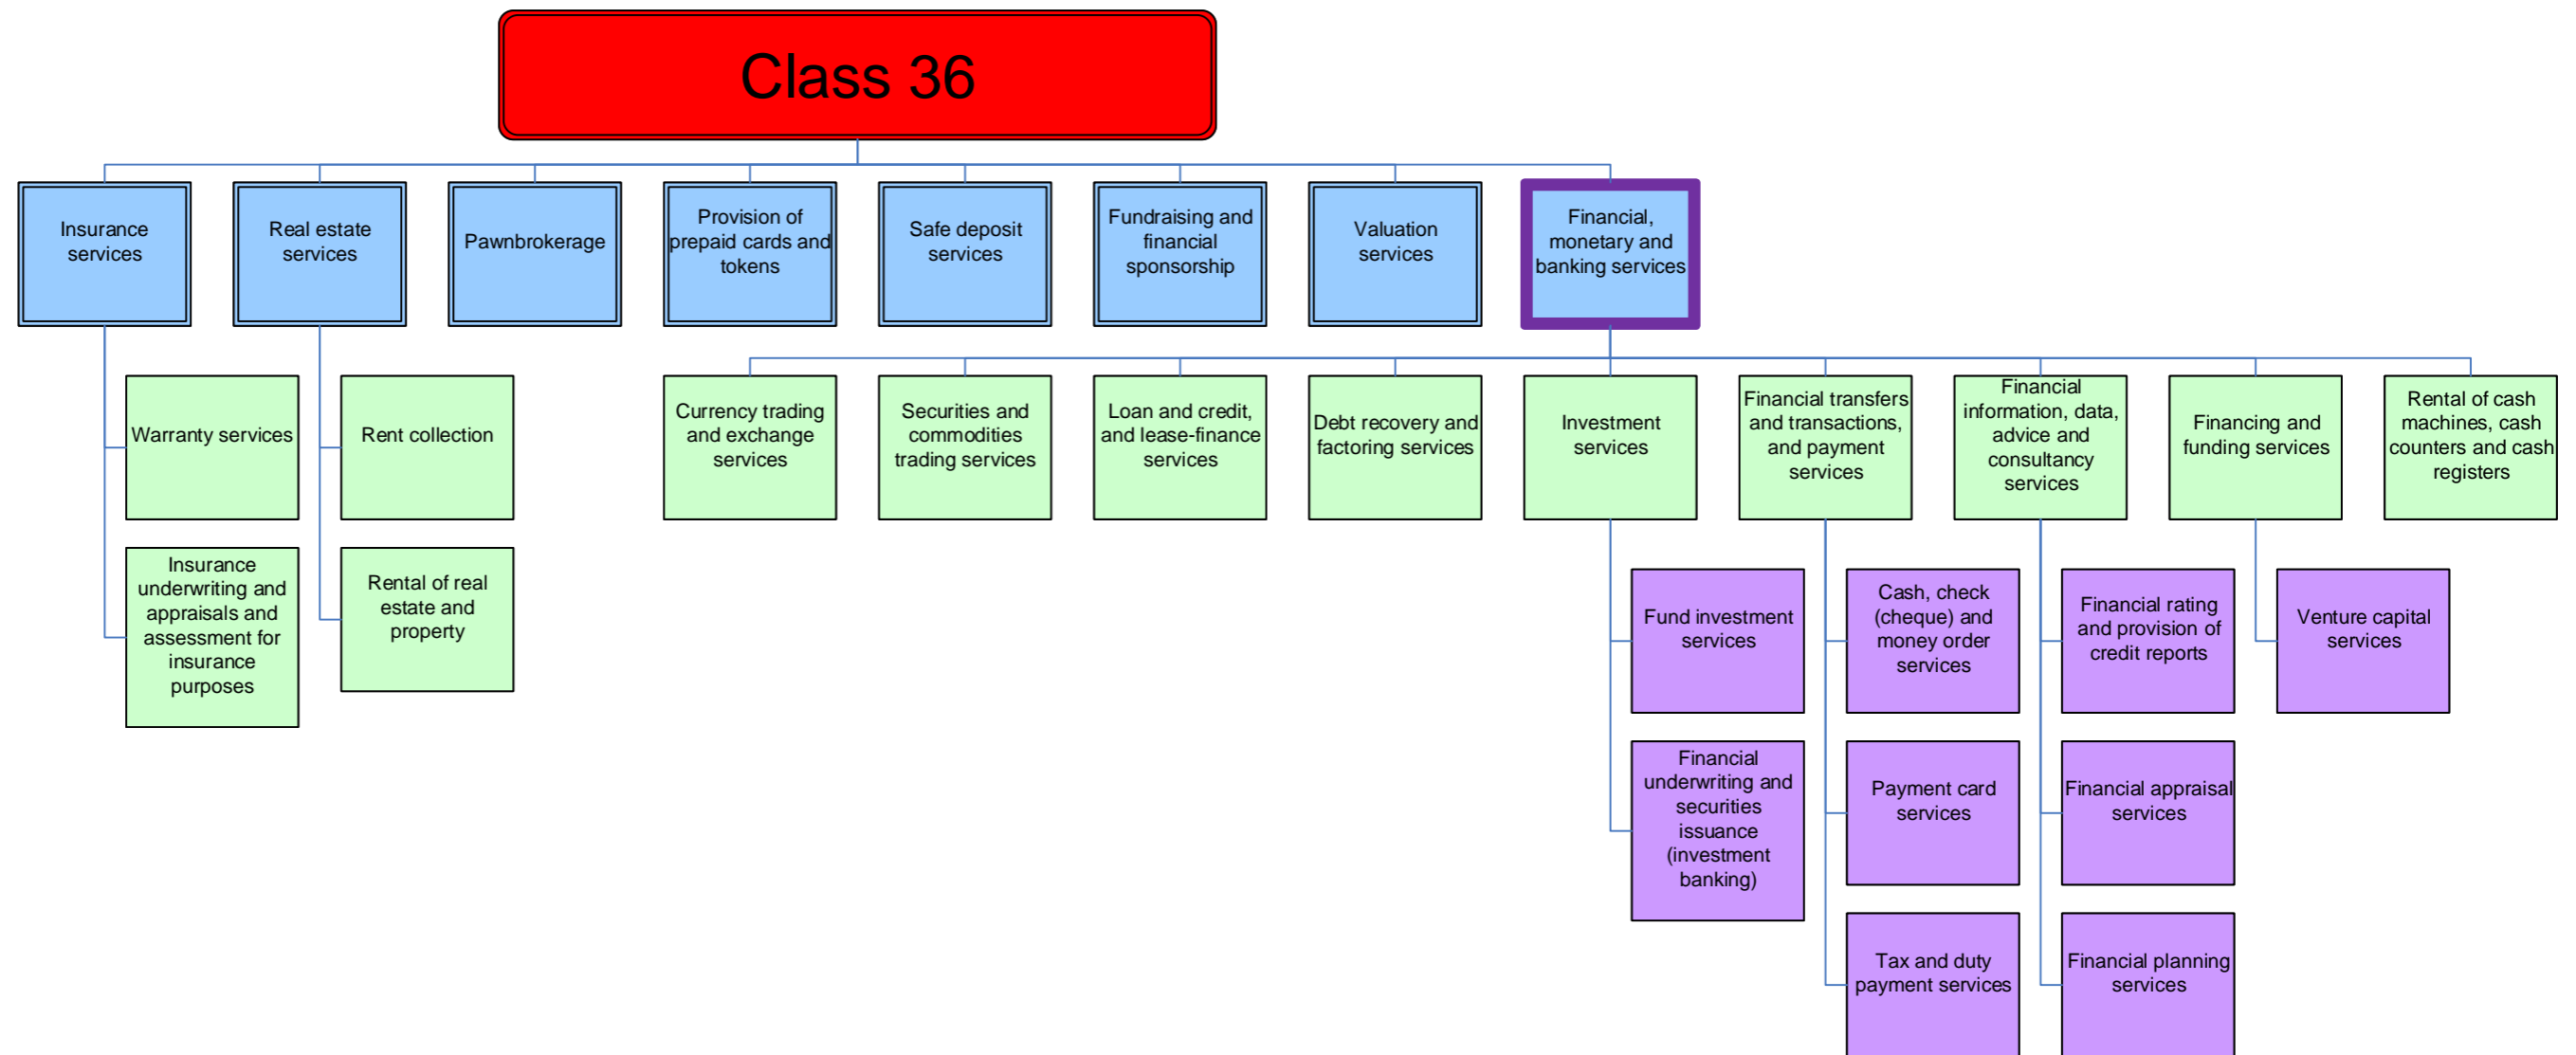 Class 36
Insurance
services
Real estate
services
Pawnbrokerage
Provision of
prepaid cards and
tokens
Safe deposit
services
Fundraising and
financial
sponsorship
Valuation
services
Financial,
monetary and
banking services
Warranty services
Rent collection
Currency trading
and exchange
services
Securities and
commodities
trading services
Loan and credit,
and lease-finance
services
Debt recovery and
factoring services
Investment
services
Financial transfers
and transactions,
and payment
services
Financial
information, data,
advice and
consultancy
services
Financing and
funding services
Rental of cash
machines, cash
counters and cash
registers
Insurance
underwriting and
appraisals and
assessment for
insurance
purposes
Rental of real
estate and
property
Fund investment
services
Cash, check
(cheque) and
money order
services
Financial rating
and provision of
credit reports
Venture capital
services
Financial
underwriting and
securities
issuance
(investment
banking)
Payment card
services
Financial appraisal
services
Tax and duty
payment services
Financial planning
services